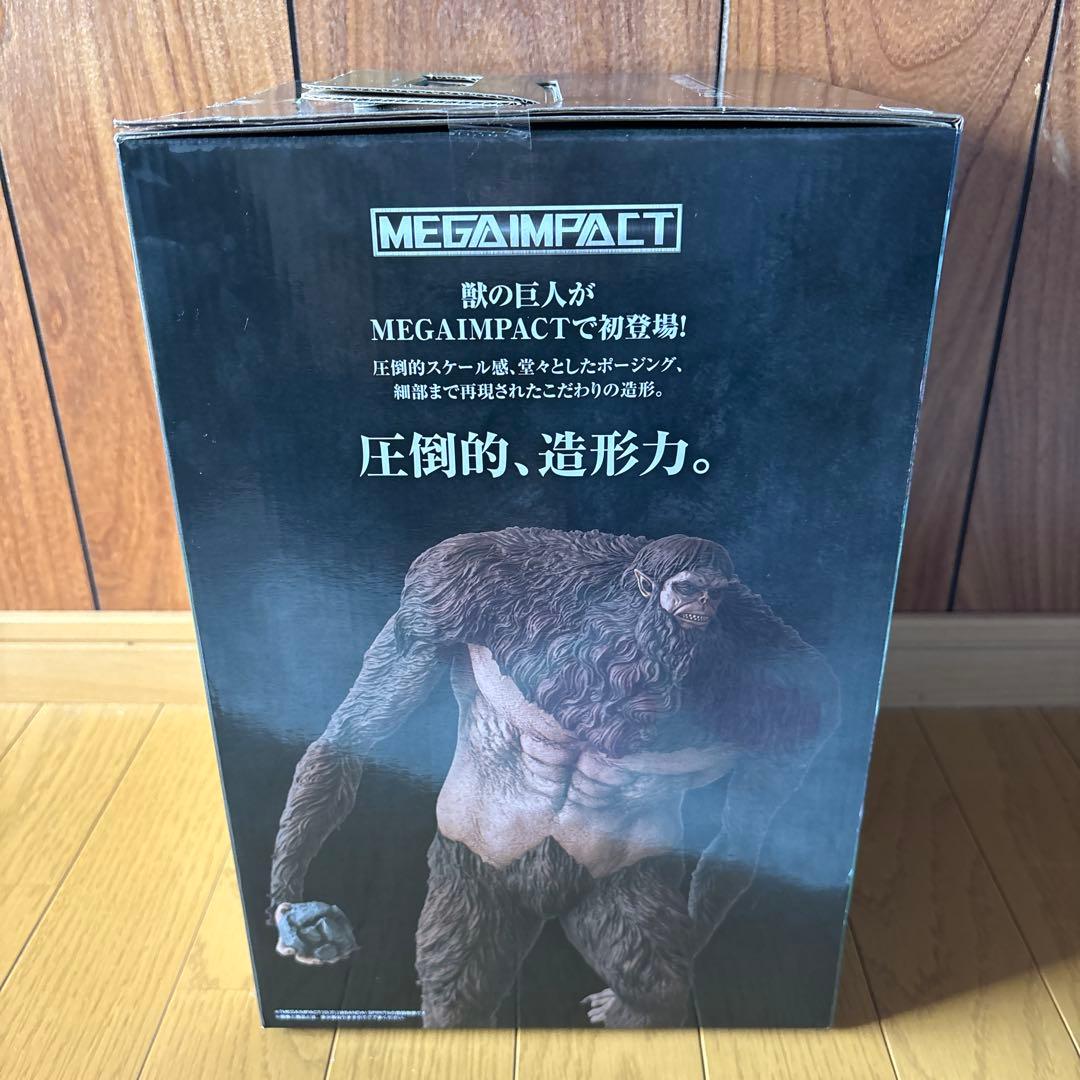 MEGAIMPACT
獣の巨人が
MEGAIMPACTで初登場!
圧倒的スケール感、堂々としたポージング、
細部まで再現されたこだわりの造形。
圧倒的、造形力。